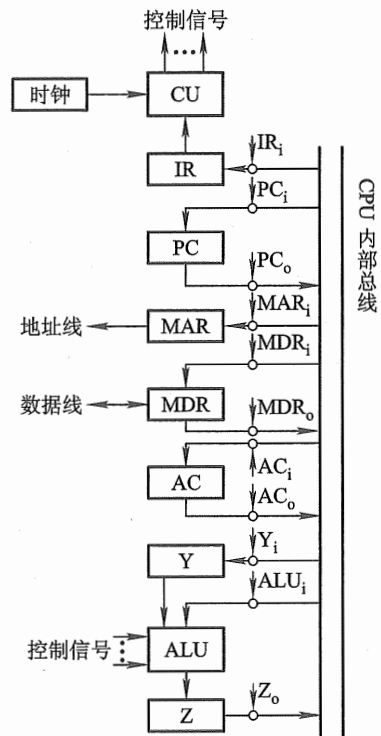 控制信号
…
时钟
CU
IR
IRᵢ
PCᵢ
PC
PCₒ
MARᵢ
地址线
MAR
MDRᵢ
数据线
MDR
MDRₒ
AC
ACᵢ
ACₒ
Yᵢ
Y
ALUᵢ
控制信号
ALU
Z
Zₒ
CPU 内部总线